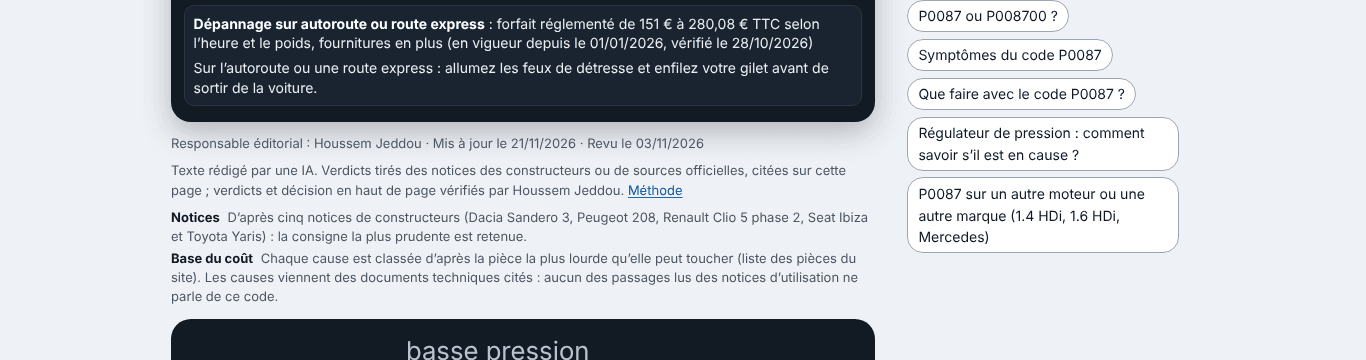 Dépannage sur autoroute ou route express : forfait réglementé de 151 € à 280,08 € TTC selon
l’heure et le poids, fournitures en plus (en vigueur depuis le 01/01/2026, vérifié le 28/10/2026)
Sur l’autoroute ou une route express : allumez les feux de détresse et enfilez votre gilet avant de
sortir de la voiture.
Responsable éditorial : Houssem Jeddou · Mis à jour le 21/11/2026 · Revu le 03/11/2026
Texte rédigé par une IA. Verdicts tirés des notices des constructeurs ou de sources officielles, citées sur cette
page ; verdicts et décision en haut de page vérifiés par Houssem Jeddou. Méthode
Notices D’après cinq notices de constructeurs (Dacia Sandero 3, Peugeot 208, Renault Clio 5 phase 2, Seat Ibiza
et Toyota Yaris) : la consigne la plus prudente est retenue.
Base du coût Chaque cause est classée d’après la pièce la plus lourde qu’elle peut toucher (liste des pièces du
site). Les causes viennent des documents techniques cités : aucun des passages lus des notices d’utilisation ne
parle de ce code.
basse pression
P0087 ou P008700 ?
Symptômes du code P0087
Que faire avec le code P0087 ?
Régulateur de pression : comment
savoir s’il est en cause ?
P0087 sur un autre moteur ou une
autre marque (1.4 HDi, 1.6 HDi,
Mercedes)